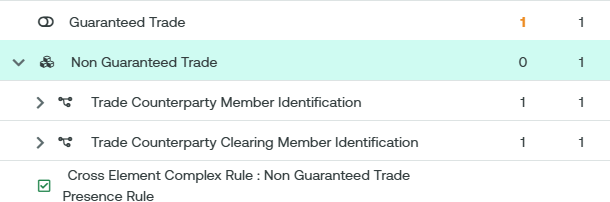 Guaranteed Trade 1 1
Non Guaranteed Trade 0 1
Trade Counterparty Member Identification 1 1
Trade Counterparty Clearing Member Identification 1 1
Cross Element Complex Rule : Non Guaranteed Trade
Presence Rule